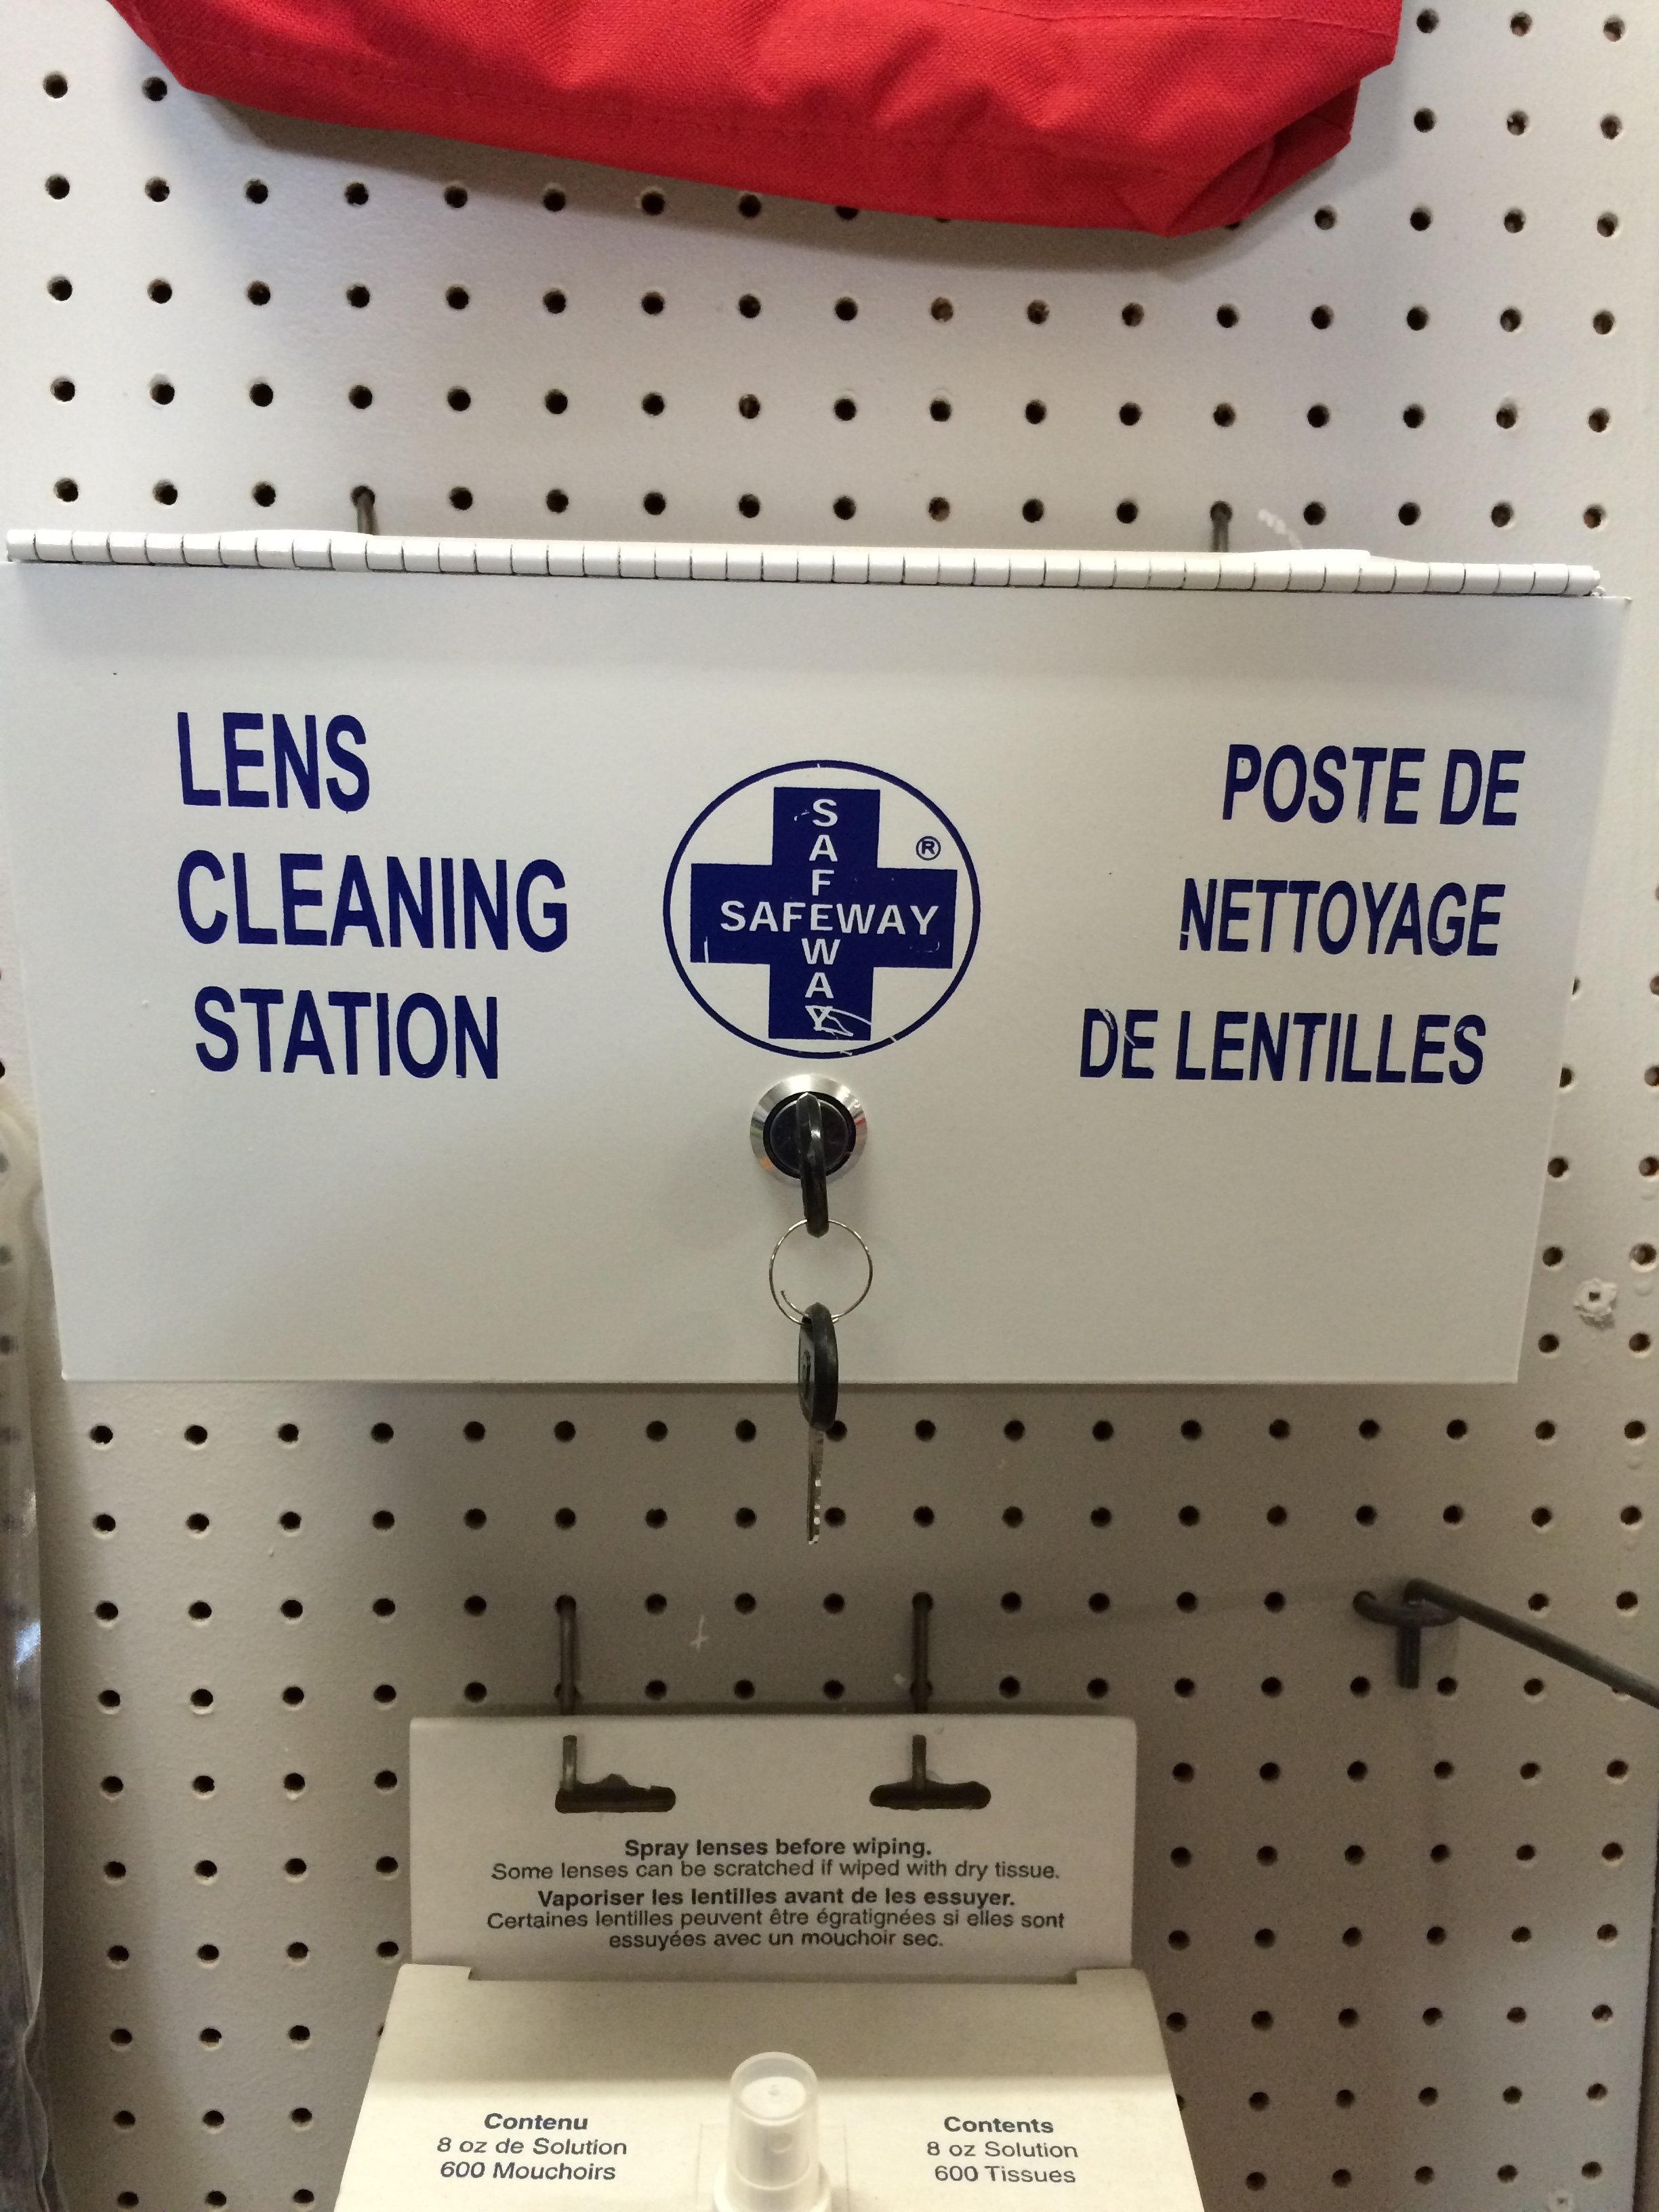 LENS
CLEANING
STATION
SAFEWAY
SAFEWAY
®
POSTE DE
NETTOYAGE
DE LENTILLES
Spray lenses before wiping.
Some lenses can be scratched if wiped with dry tissue.
Vaporiser les lentilles avant de les essuyer.
Certaines lentilles peuvent être égratignées si elles sont
essuyées avec un mouchoir sec.
Contenu
8 oz de Solution
600 Mouchoirs
Contents
8 oz Solution
600 Tissues